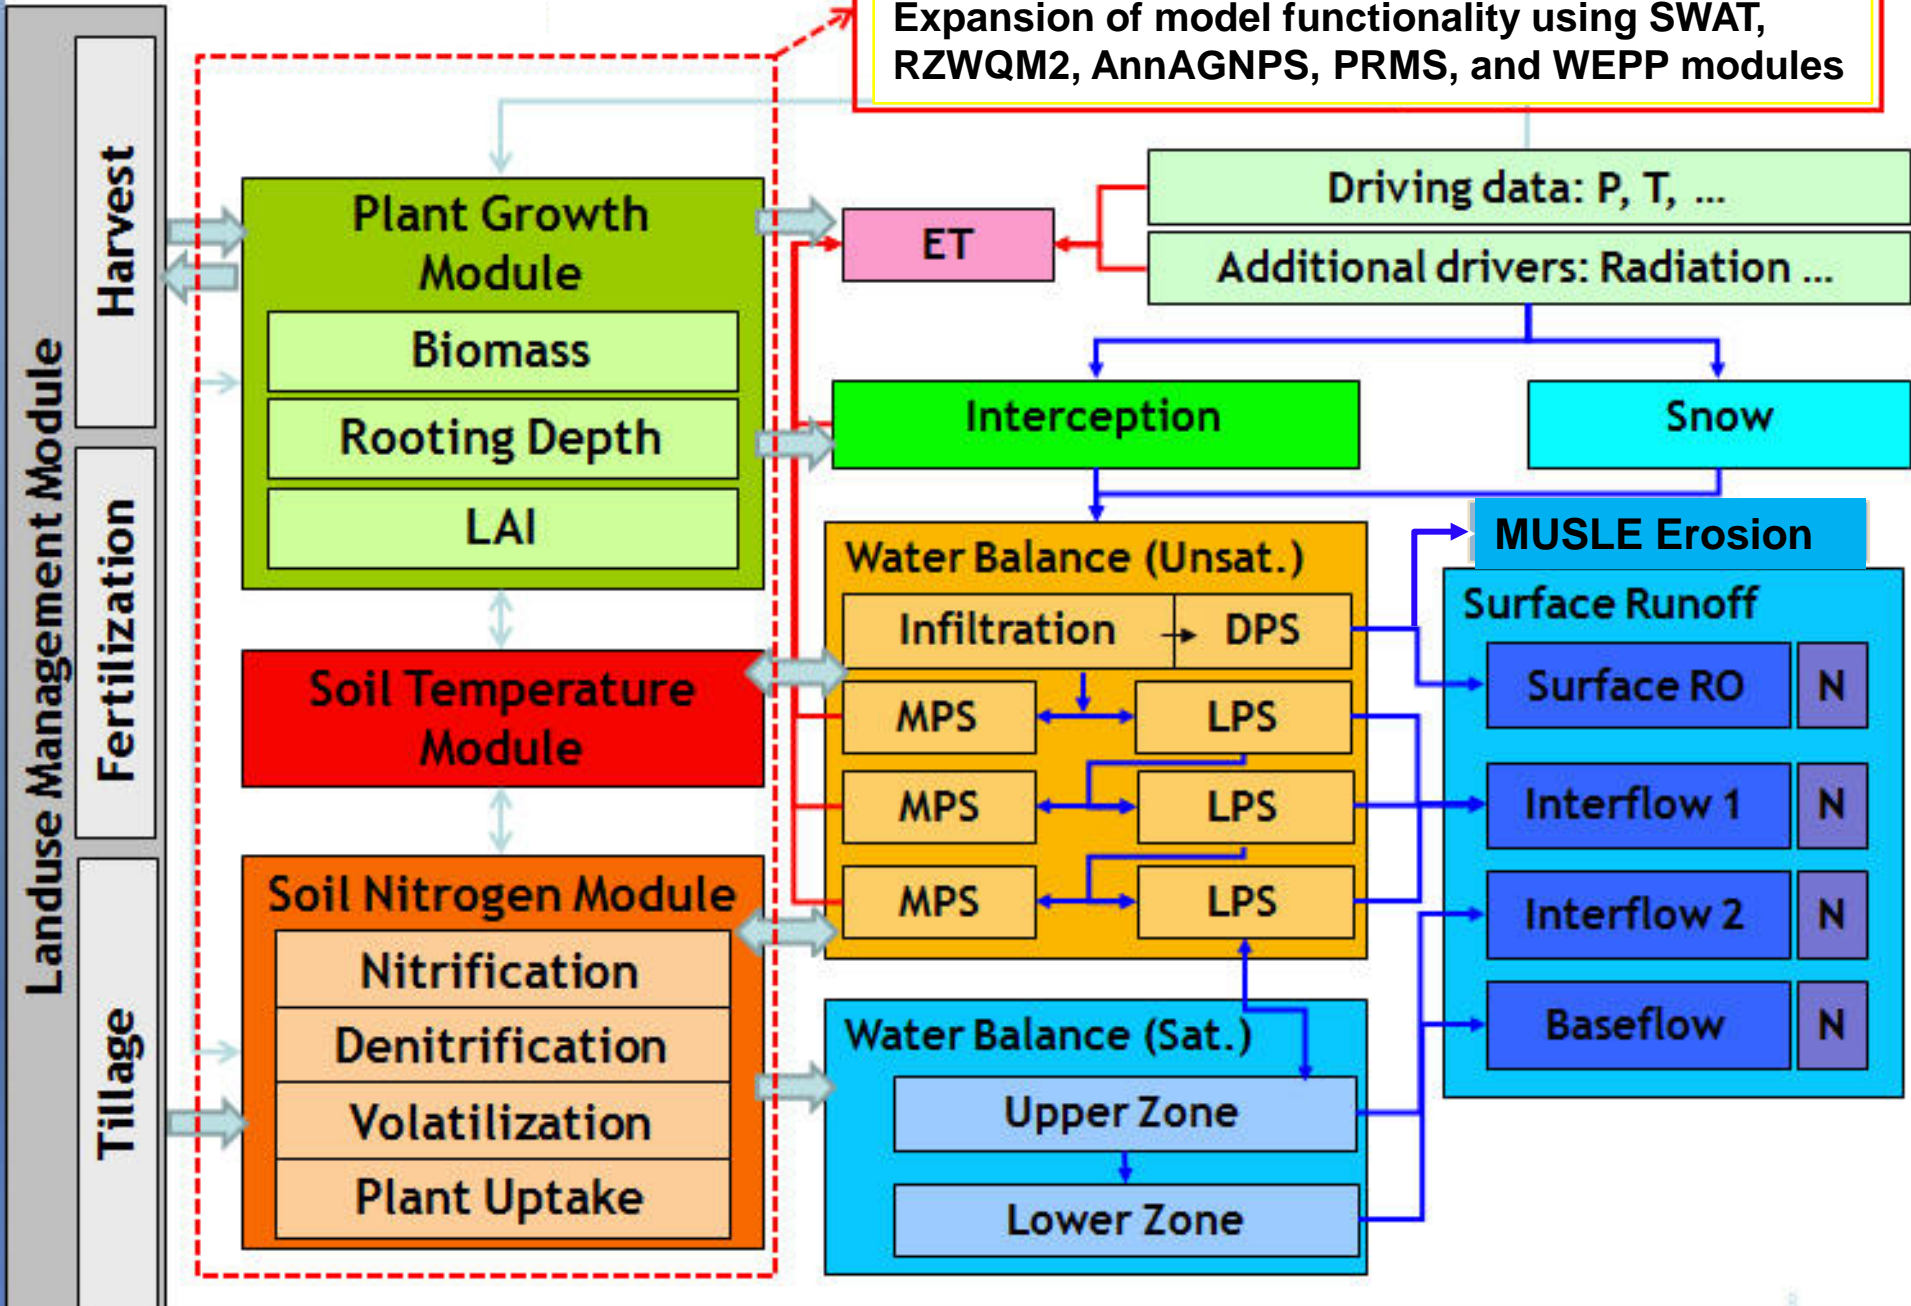 Expansion of model functionality using SWAT,
RZWQM2, AnnAGNPS, PRMS, and WEPP modules
Landuse Management Module
Harvest
Fertilization
Tillage
Plant Growth
Module
Biomass
Rooting Depth
LAI
Soil Temperature
Module
Soil Nitrogen Module
Nitrification
Denitrification
Volatilization
Plant Uptake
ET
Driving data: P, T, ...
Additional drivers: Radiation ...
Interception
Snow
Water Balance (Unsat.)
Infiltration
DPS
MPS
LPS
MPS
LPS
MPS
LPS
Water Balance (Sat.)
Upper Zone
Lower Zone
MUSLE Erosion
Surface Runoff
Surface RO
N
Interflow 1
N
Interflow 2
N
Baseflow
N